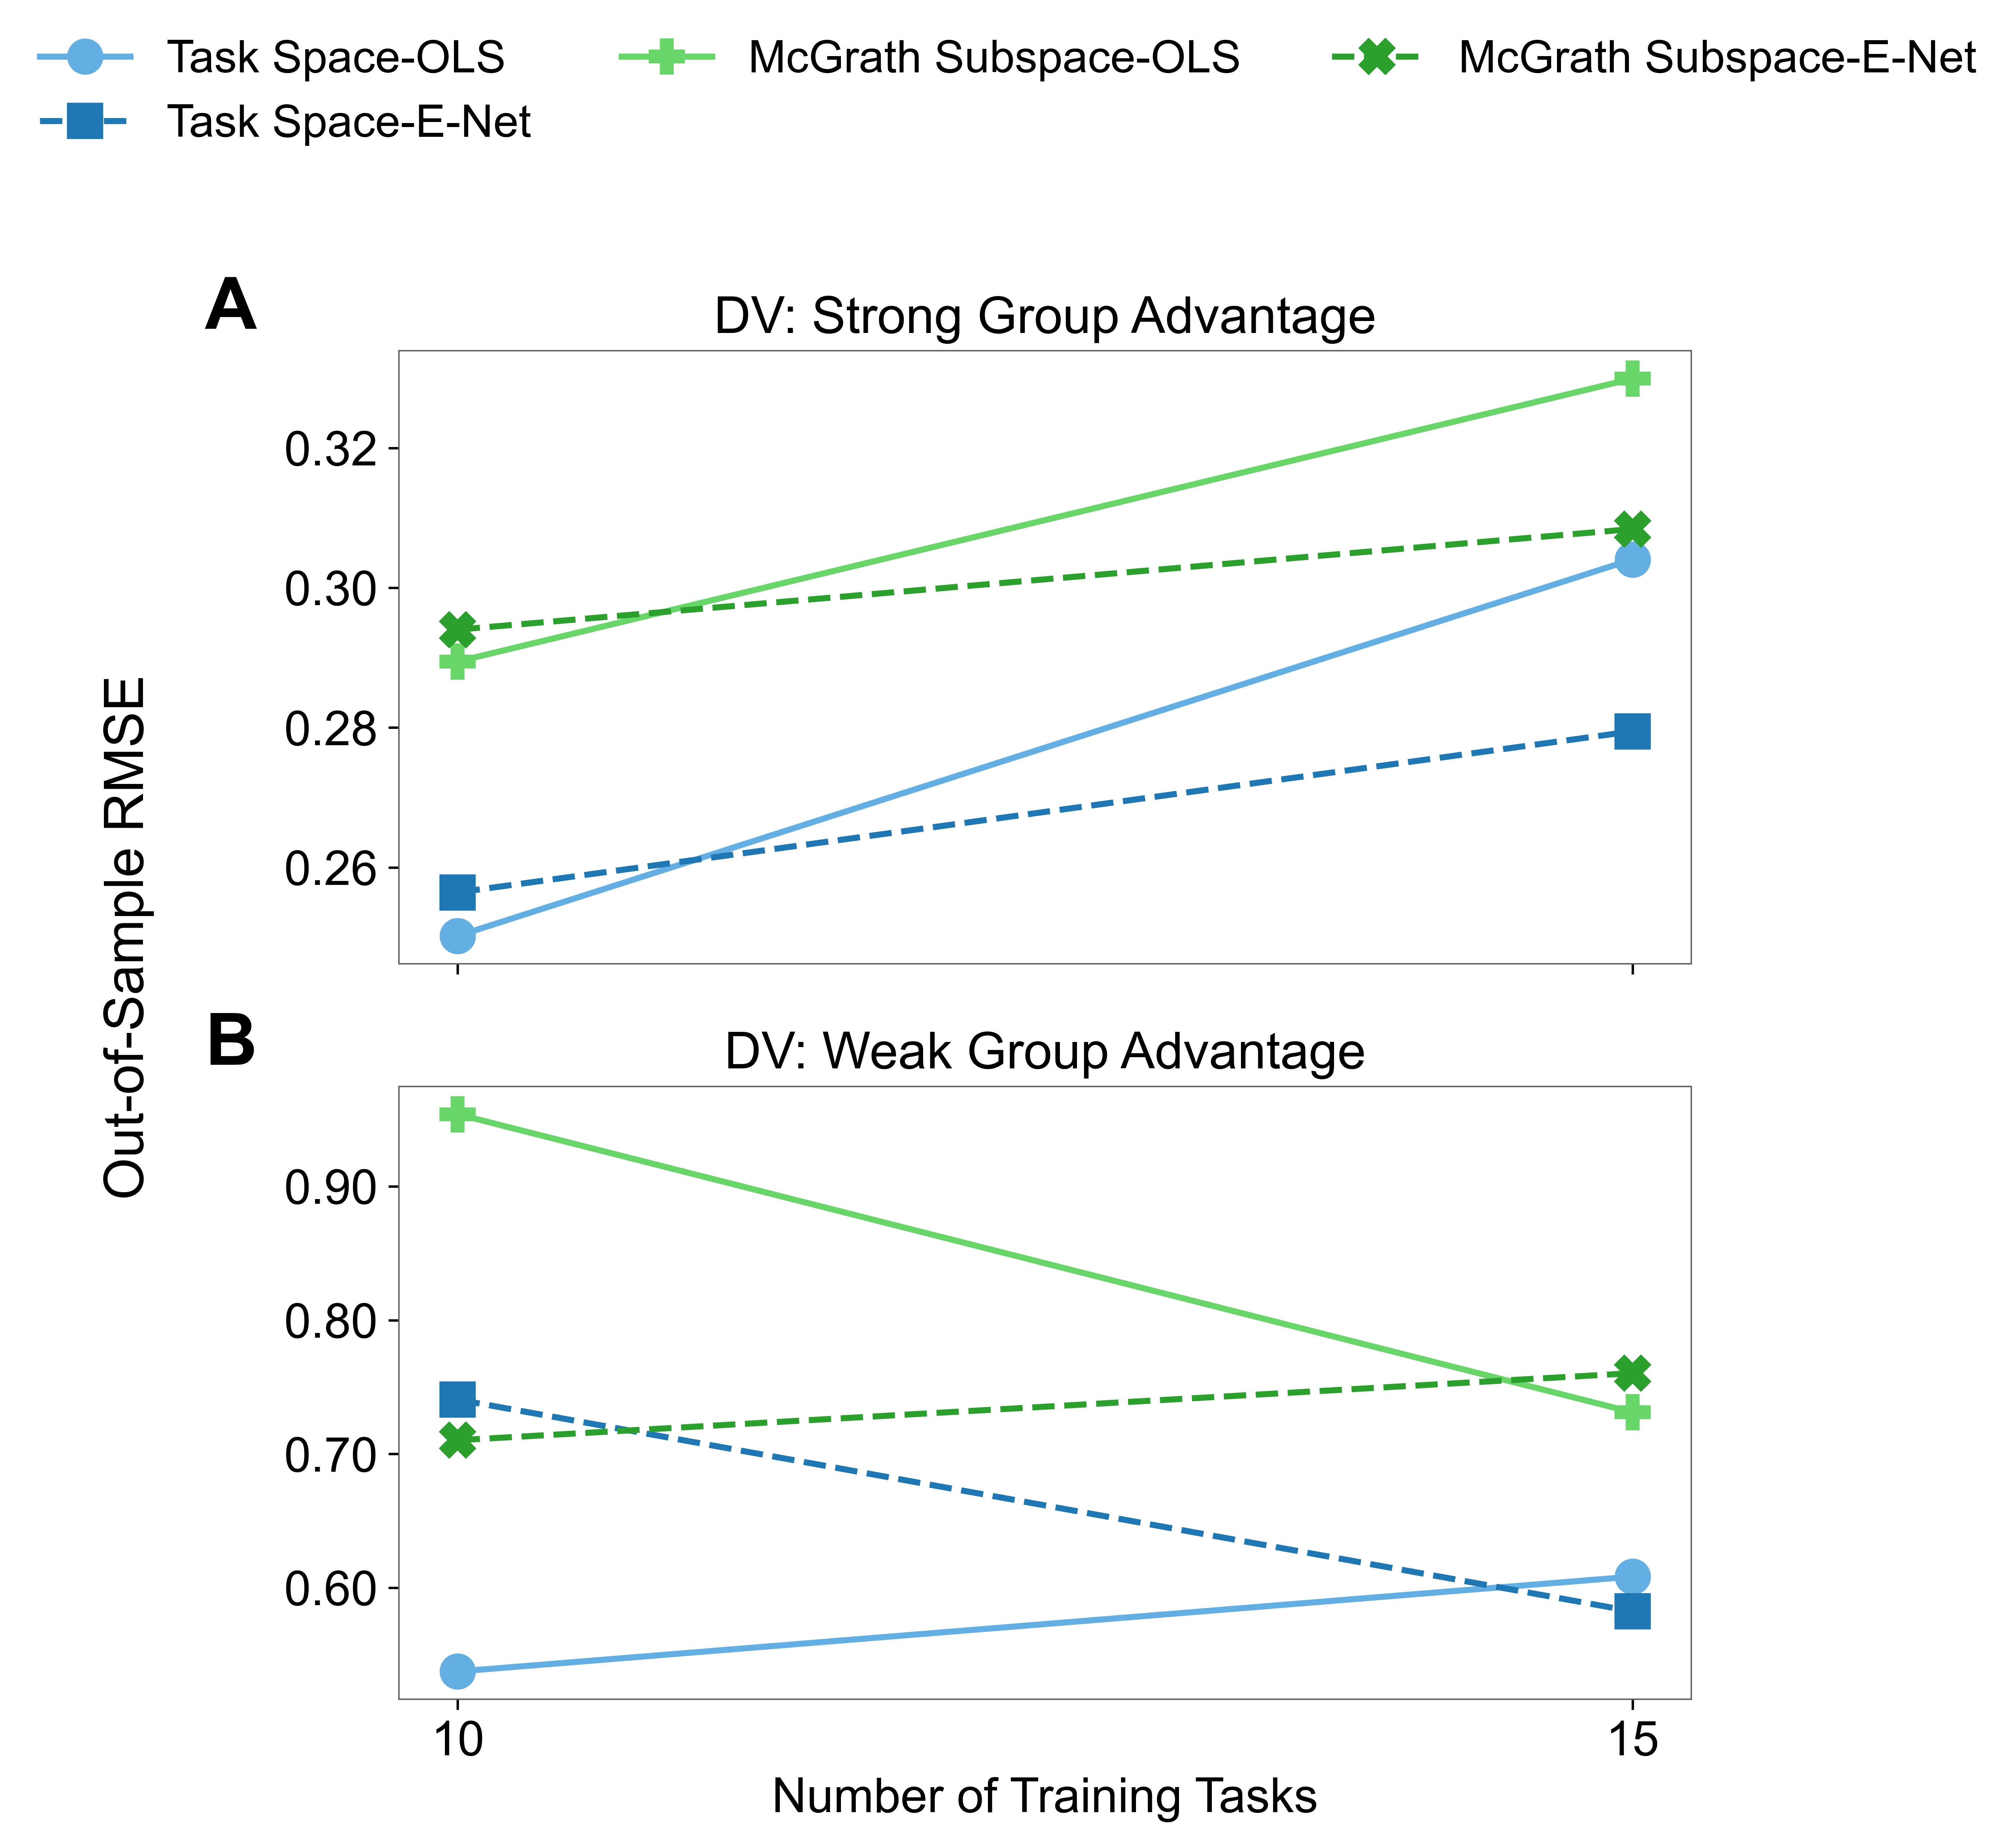 Task Space-OLS
Task Space-E-Net
McGrath Subspace-OLS
McGrath Subspace-E-Net
A
DV: Strong Group Advantage
0.32
0.30
0.28
0.26
Out-of-Sample RMSE
B
DV: Weak Group Advantage
0.90
0.80
0.70
0.60
10
15
Number of Training Tasks